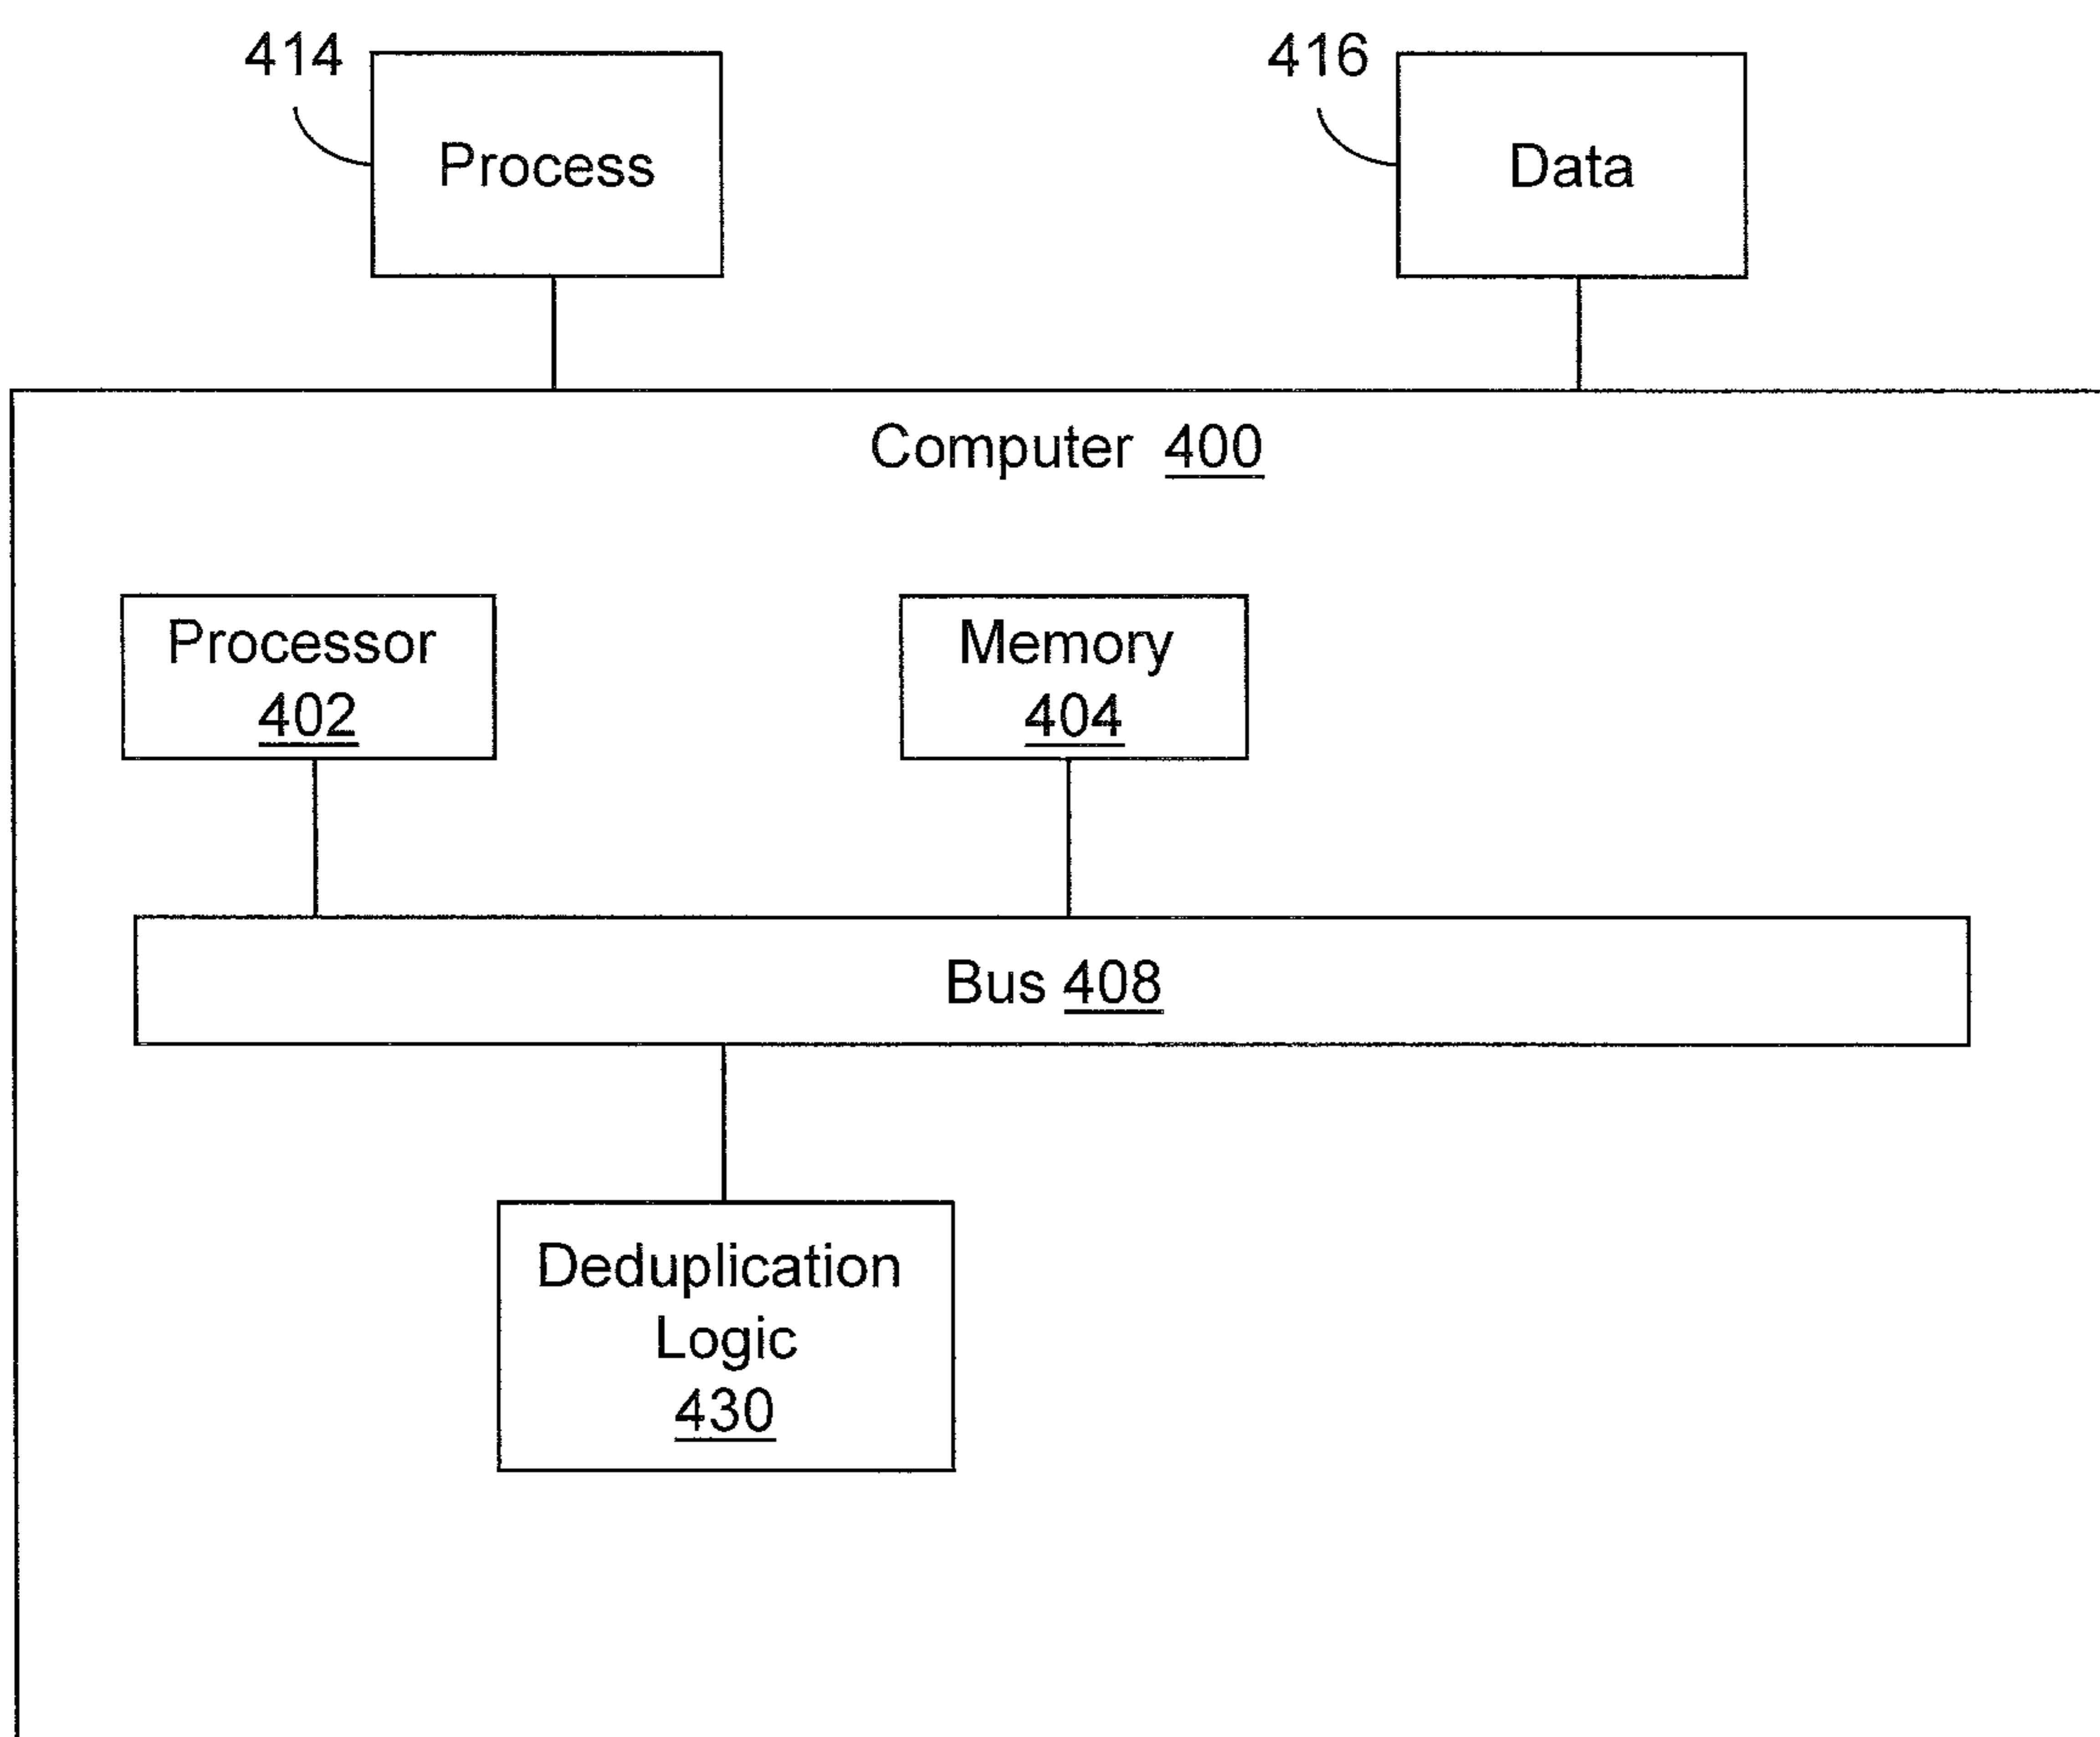 414
Process
416
Data
Computer 400
Processor
402
Memory
404
Bus 408
Deduplication
Logic
430